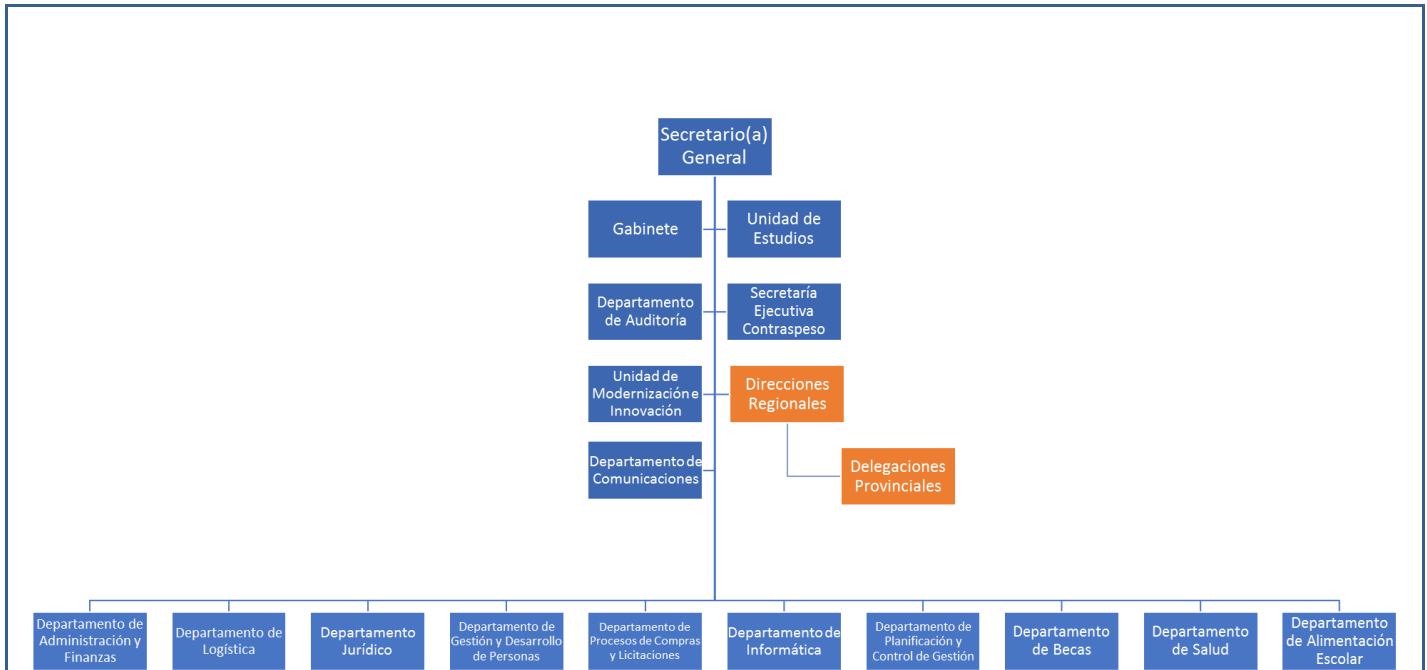 Secretario(a)
General
Gabinete
Unidad de
Estudios
Departamento
de Auditoría
Secretaría
Ejecutiva
Contraspeso
Unidad de
Modernización e
Innovación
Direcciones
Regionales
Departamento de
Comunicaciones
Delegaciones
Provinciales
Departamento de
Administración y
Finanzas
Departamento de
Logística
Departamento
Jurídico
Departamento de
Gestión y Desarrollo
de Personas
Departamento de
Procesos de Compras
y Licitaciones
Departamento de
Informática
Departamento de
Planificación y
Control de Gestión
Departamento
de Becas
Departamento
de Salud
Departamento
de Alimentación
Escolar